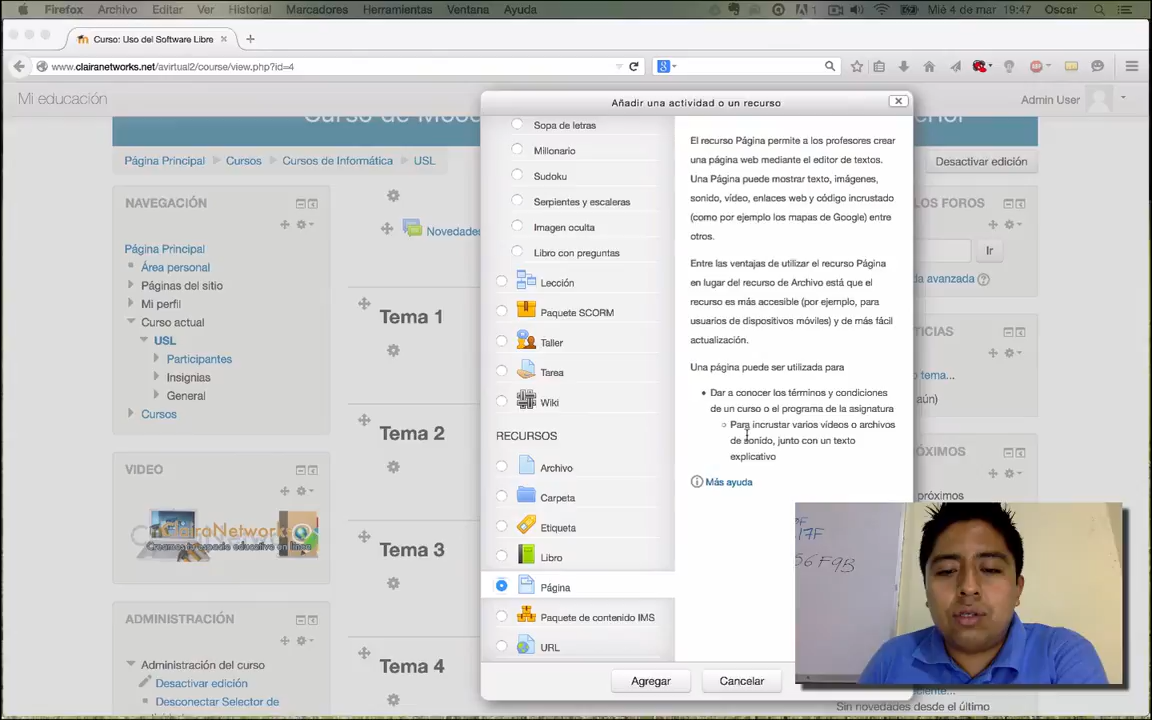 Firefox Archivo Editar Ver Historial Marcadores Herramientas Ventana Ayuda
Mié 4 de mar 19:47 Oscar
Curso: Uso del Software Libre
www.clairanetworks.net/avirtual2/course/view.php?id=4
Mi educación
Admin User
Página Principal Cursos Cursos de Informática USL
Desactivar edición
NAVEGACIÓN
Página Principal
Área personal
Páginas del sitio
Mi perfil
Curso actual
USL
Participantes
Insignias
General
Cursos
VIDEO
ClairaNetworks
ADMINISTRACIÓN
Administración del curso
Desactivar edición
Desconectar Selector de
Novedades
Tema 1
Tema 2
Tema 3
Tema 4
Añadir una actividad o un recurso
Sopa de letras
Millonario
Sudoku
Serpientes y escaleras
Imagen oculta
Libro con preguntas
Lección
Paquete SCORM
Taller
Tarea
Wiki
RECURSOS
Archivo
Carpeta
Etiqueta
Libro
Página
Paquete de contenido IMS
URL
El recurso Página permite a los profesores crear
una página web mediante el editor de textos.
Una Página puede mostrar texto, imágenes,
sonido, vídeo, enlaces web y código incrustado
(como por ejemplo los mapas de Google) entre
otros.
Entre las ventajas de utilizar el recurso Página
en lugar del recurso de Archivo está que el
recurso es más accesible (por ejemplo, para
usuarios de dispositivos móviles) y de más fácil
actualización.
Una página puede ser utilizada para
Dar a conocer los términos y condiciones
de un curso o el programa de la asignatura
Para incrustar varios vídeos o archivos
de sonido, junto con un texto
explicativo
Más ayuda
Agregar
Cancelar
LOS FOROS
Ir
da avanzada
TICIAS
tema...
aún)
ÓXIMOS
próximos
56F9B
Sin novedades desde el último